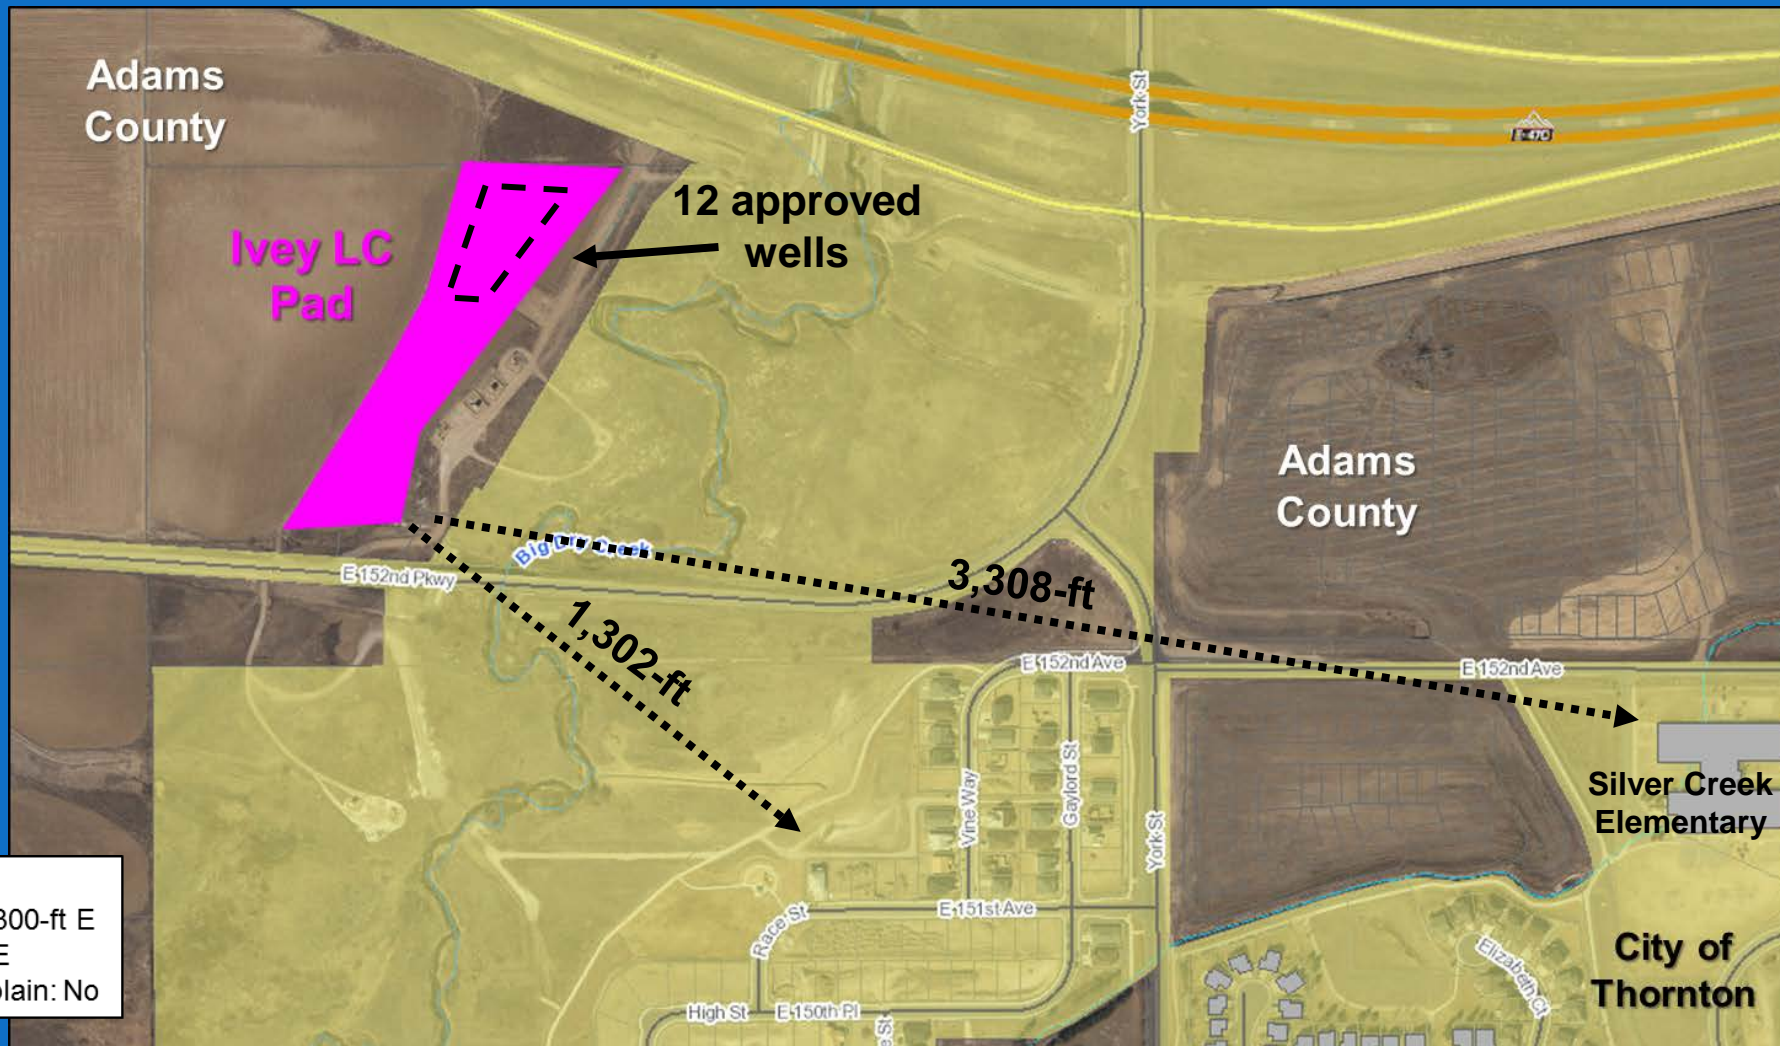 Adams
County
York St
E-470
12 approved
wells
Ivey LC
Pad
Adams
County
Big Dry Creek
E 152nd Pkwy
3,308-ft
1,302-ft
E 152nd Ave
E 152nd Ave
Vine Way
Gaylord St
York St
Silver Creek
Elementary
300-ft E
E
lain: No
E 151st Ave
Race St
High St
E 150th Pl
e St
Elizabeth Ct
City of
Thornton